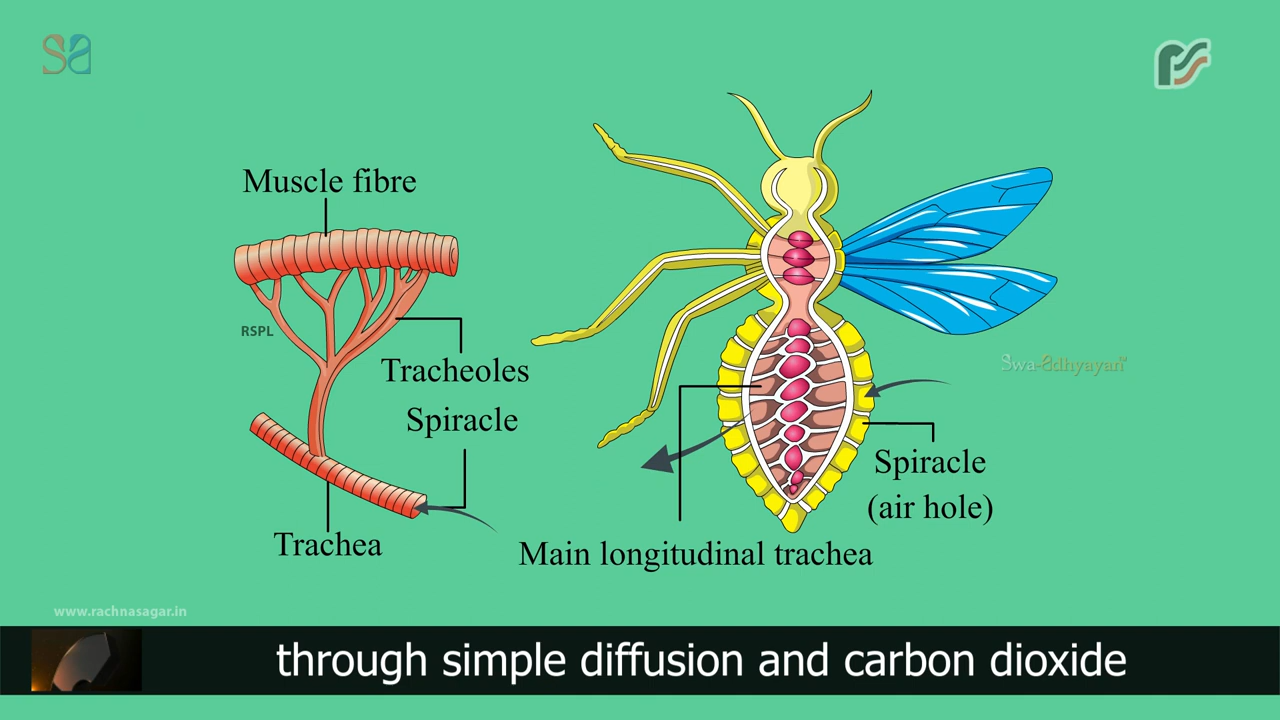 sa
Muscle fibre
RSPL
Tracheoles
Spiracle
Trachea
Main longitudinal trachea
Spiracle
(air hole)
Swa-adhyayan
www.rachnasagar.in
through simple diffusion and carbon dioxide